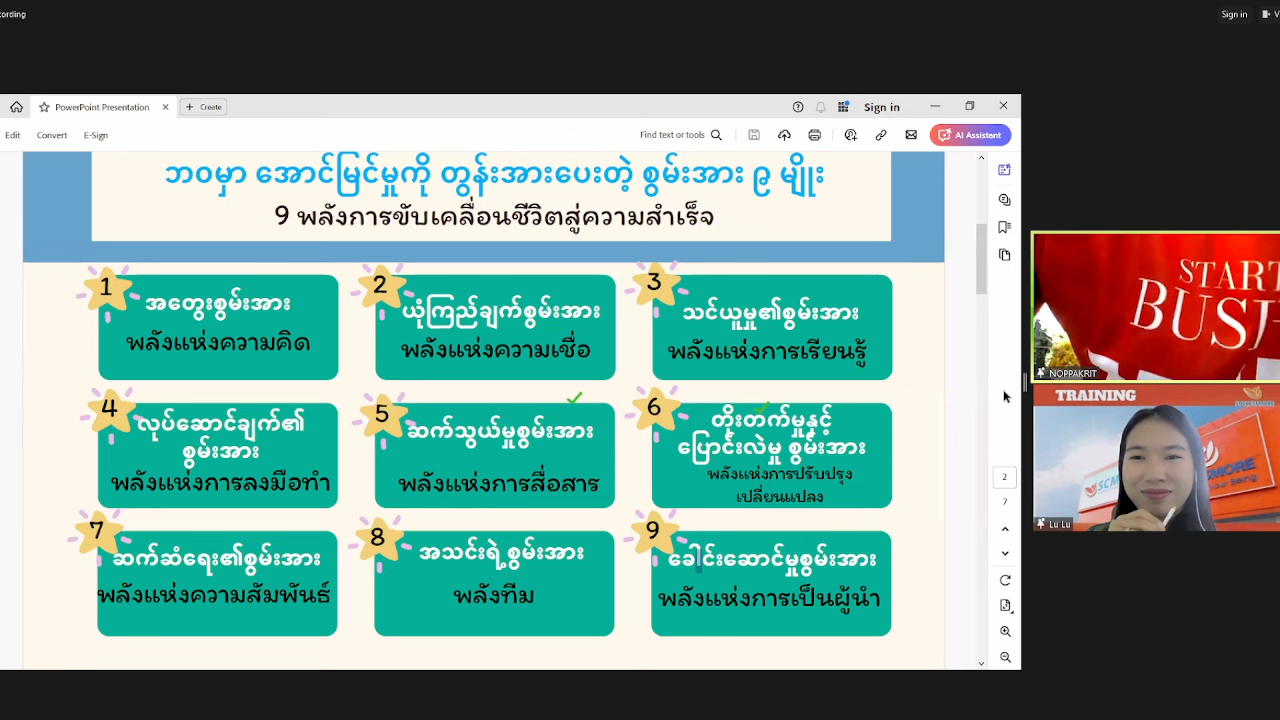 ording
Sign in
PowerPoint Presentation
Create
Sign in
Edit Convert E-Sign
Find text or tools
AI Assistant
ဘဝမှာ အောင်မြင်မှုကို တွန်းအားပေးတဲ့ စွမ်းအား ၉ မျိုး
9 พลังการขับเคลื่อนชีวิตสู่ความสำเร็จ
1
အတွေးစွမ်းအား
พลังแห่งความคิด
2
ယုံကြည်ချက်စွမ်းအား
พลังแห่งความเชื่อ
3
သင်ယူမှု၏စွမ်းအား
พลังแห่งการเรียนรู้
4
လုပ်ဆောင်ချက်၏
စွမ်းအား
พลังแห่งการลงมือทำ
5
ဆက်သွယ်မှုစွမ်းအား
พลังแห่งการสื่อสาร
6
တိုးတက်မှုနှင့်
ပြောင်းလဲမှု စွမ်းအား
พลังแห่งการปรับปรุง
เปลี่ยนแปลง
7
ဆက်ဆံရေး၏စွမ်းအား
พลังแห่งความสัมพันธ์
8
အသင်းရဲ့စွမ်းအား
พลังทีม
9
ခေါင်းဆောင်မှုစွမ်းအား
พลังแห่งการเป็นผู้นำ
2
7
START
BUSI
NOPPAKRIT
TRAINING
Lu Lu